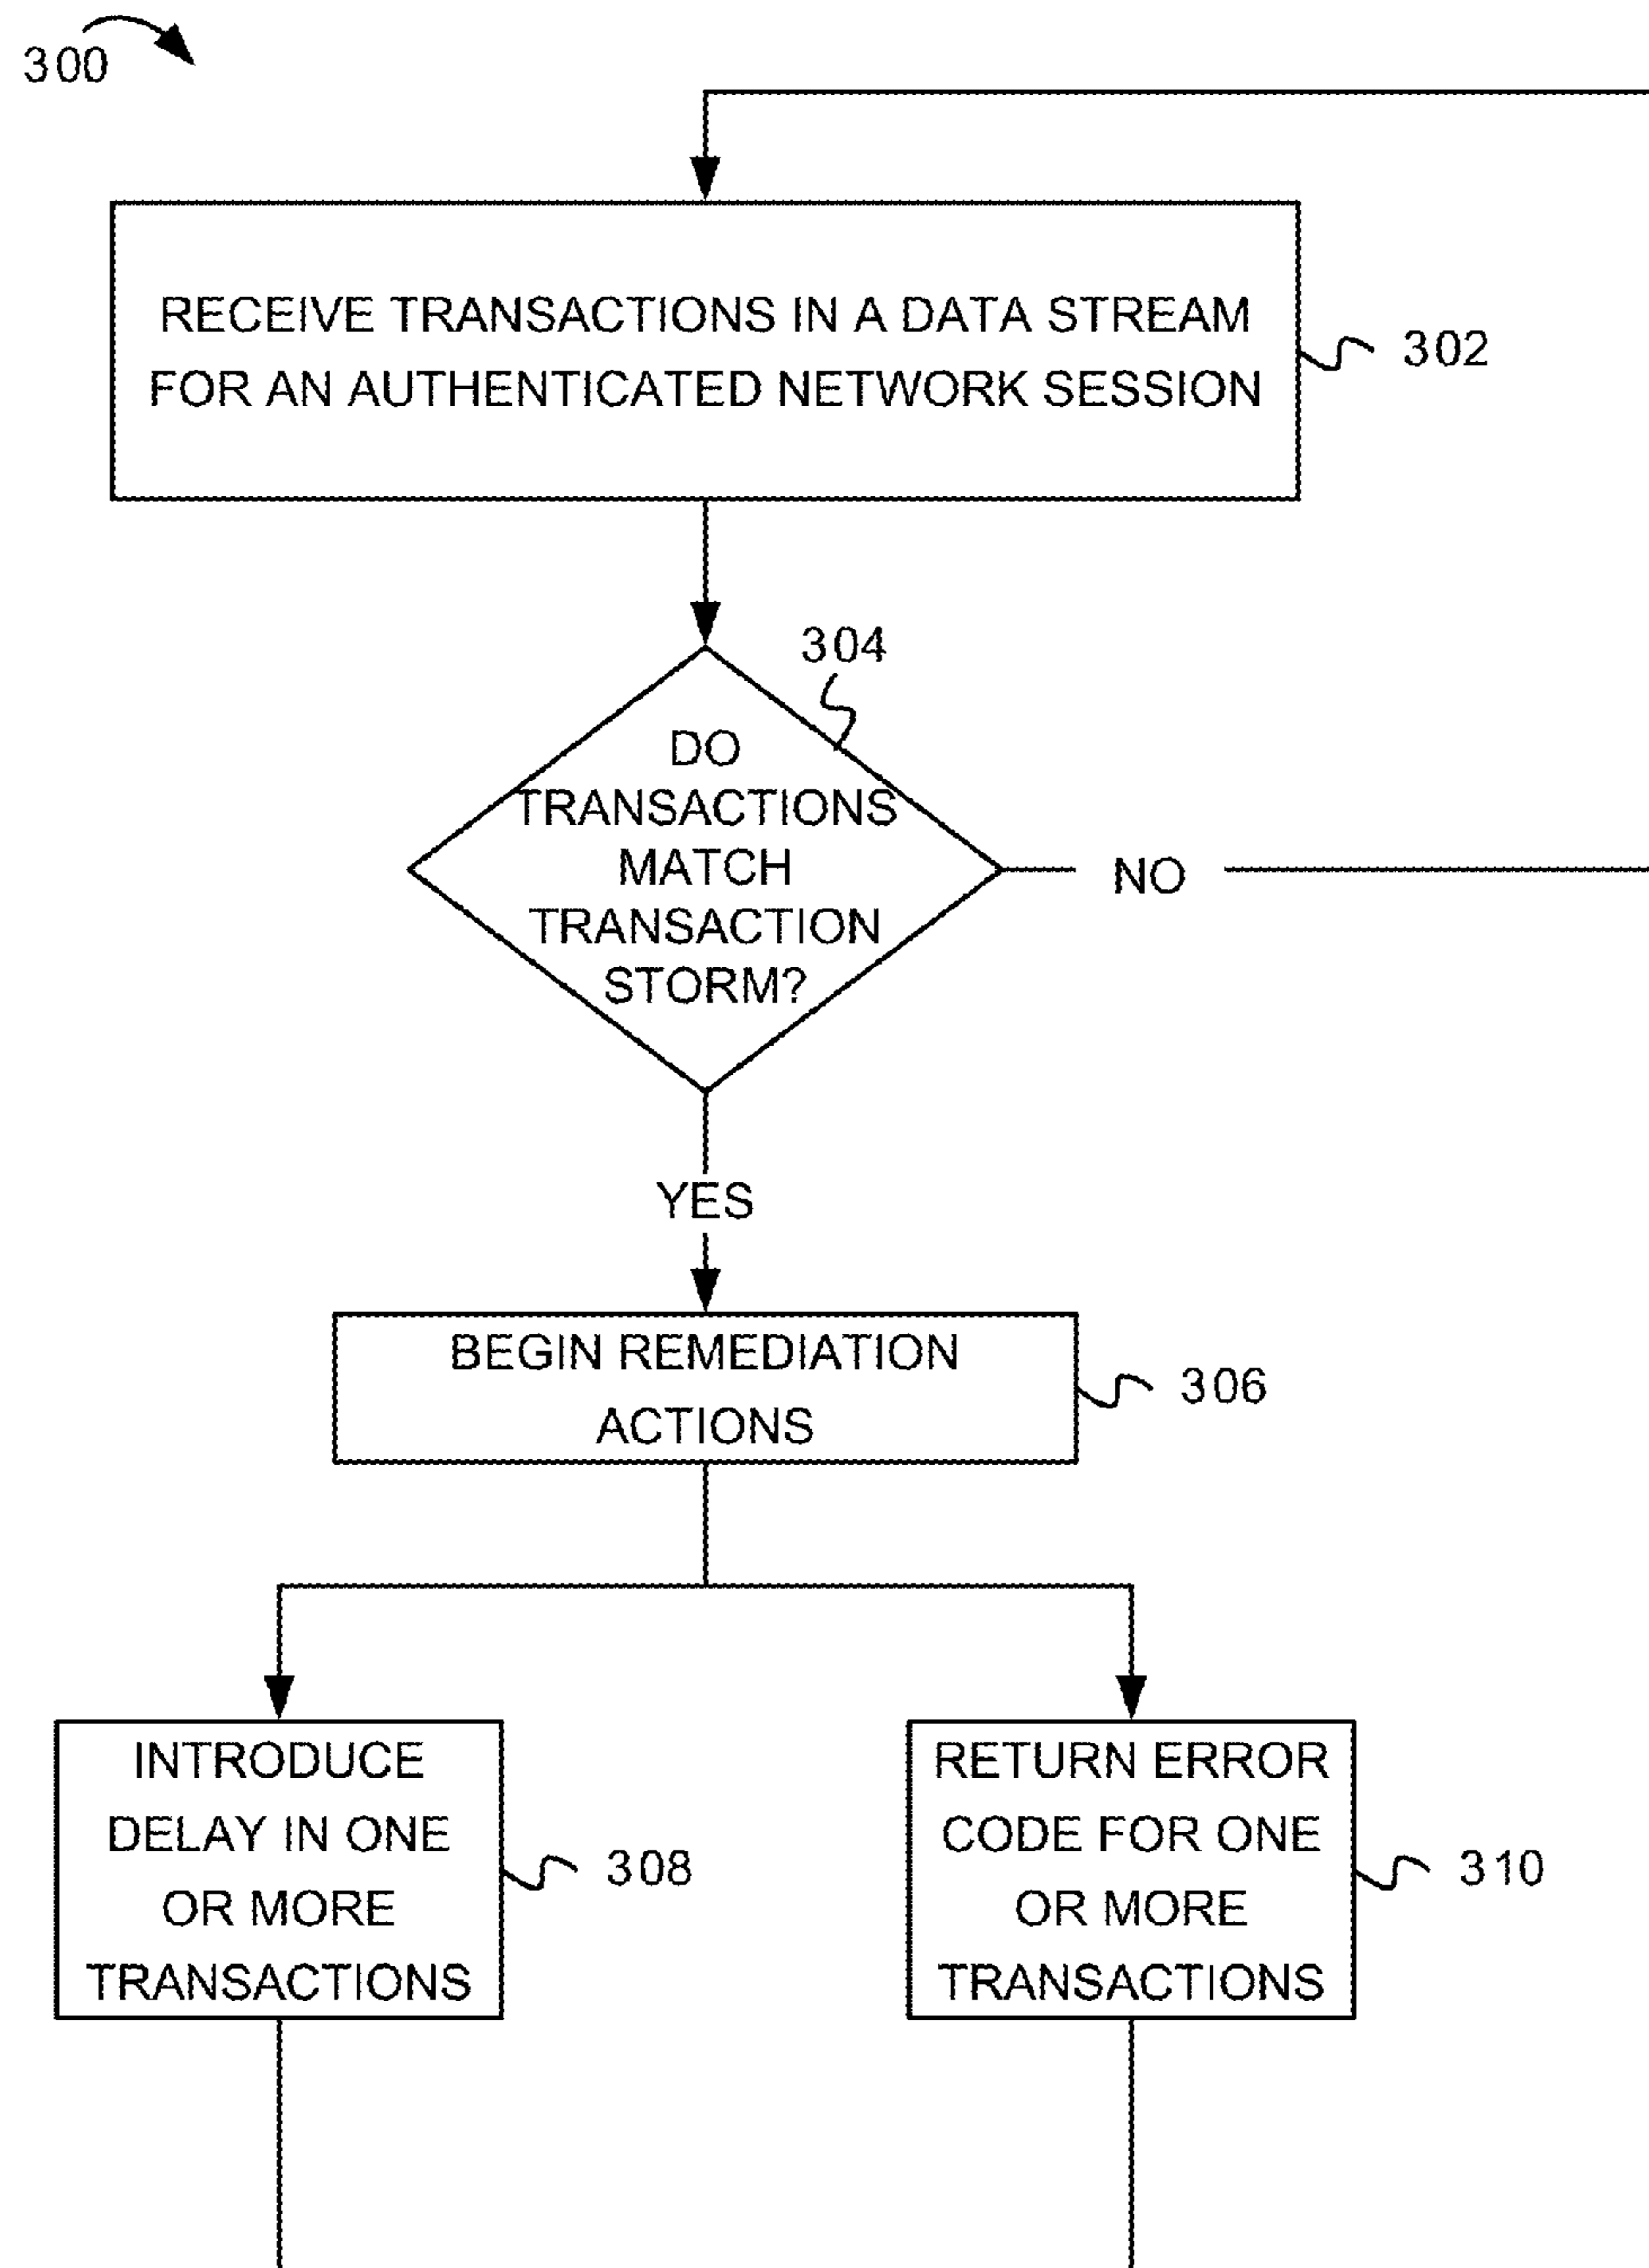 300
RECEIVE TRANSACTIONS IN A DATA STREAM
FOR AN AUTHENTICATED NETWORK SESSION
302
304
DO
TRANSACTIONS
MATCH
TRANSACTION
STORM?
NO
YES
BEGIN REMEDIATION
ACTIONS
306
INTRODUCE
DELAY IN ONE
OR MORE
TRANSACTIONS
308
RETURN ERROR
CODE FOR ONE
OR MORE
TRANSACTIONS
310